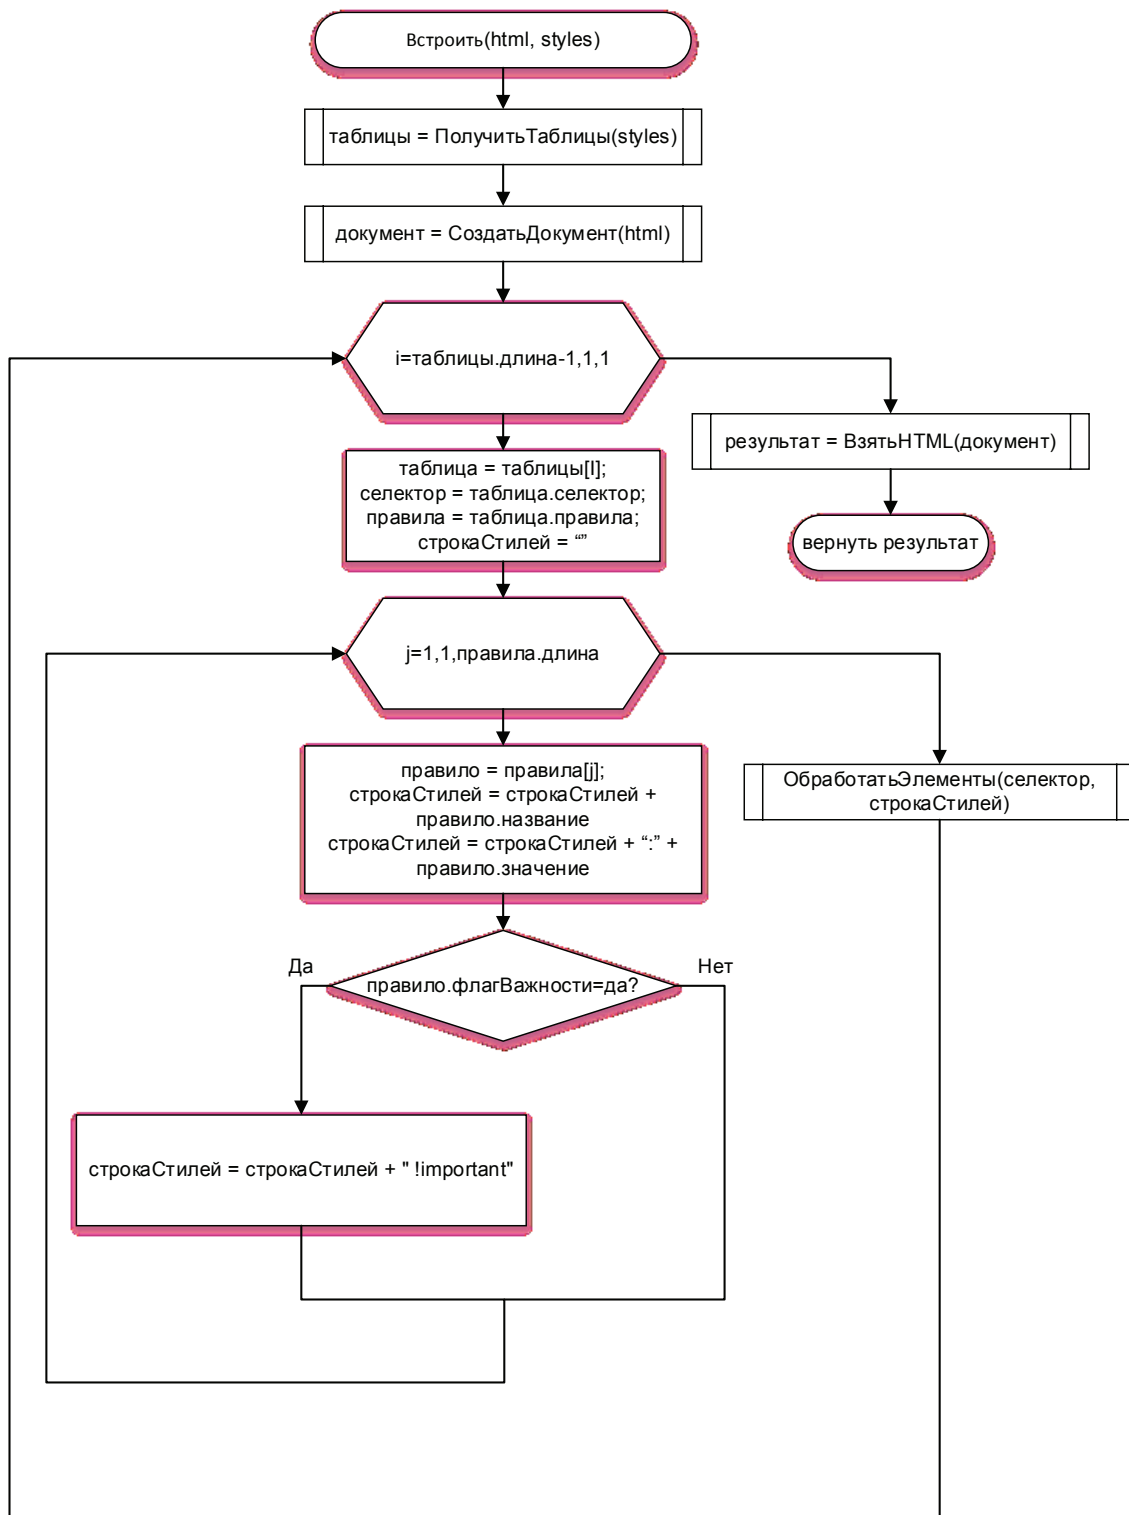 Встроить(html, styles)
таблицы = ПолучитьТаблицы(styles)
документ = СоздатьДокумент(html)
i=таблицы.длина-1,1,1
результат = ВзятьHTML(документ)
таблица = таблицы[I];
селектор = таблица.селектор;
правила = таблица.правила;
строкаСтилей = “”
вернуть результат
j=1,1,правила.длина
правило = правила[j];
строкаСтилей = строкаСтилей +
правило.название
строкаСтилей = строкаСтилей + “:” +
правило.значение
ОбработатьЭлементы(селектор,
строкаСтилей)
Да
Нет
правило.флагВажности=да?
строкаСтилей = строкаСтилей + " !important"